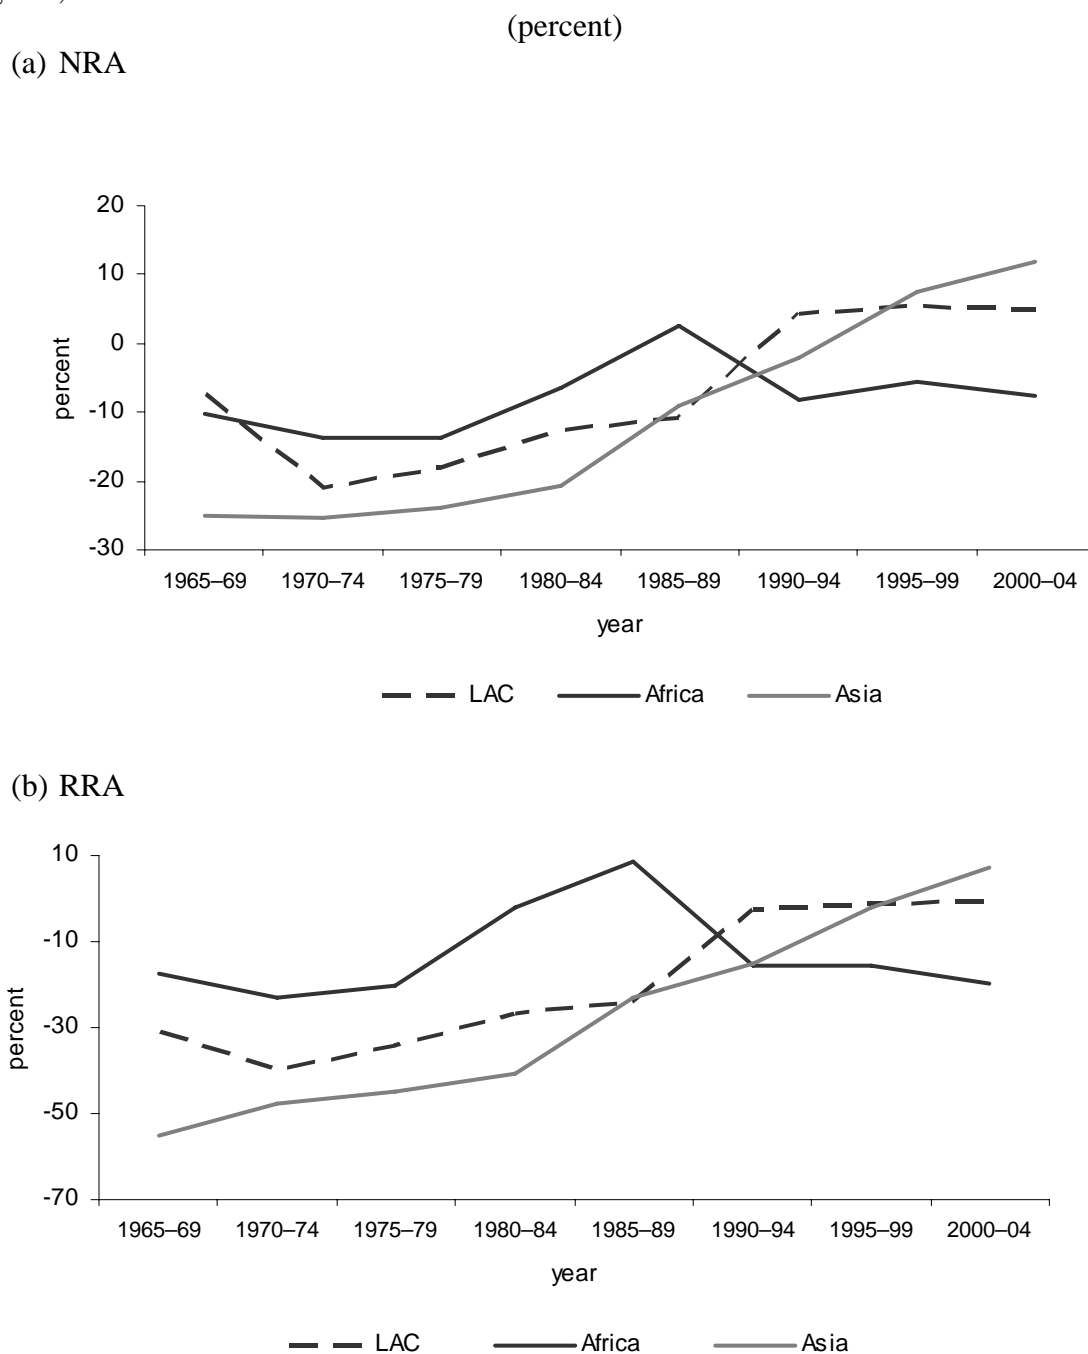 (percent)
(a) NRA
20
10
0
-10
-20
-30
percent
1965–69 1970–74 1975–79 1980–84 1985–89 1990–94 1995–99 2000–04
year
LAC Africa Asia
(b) RRA
10
-10
-30
-50
-70
percent
1965–69 1970–74 1975–79 1980–84 1985–89 1990–94 1995–99 2000–04
year
LAC Africa Asia